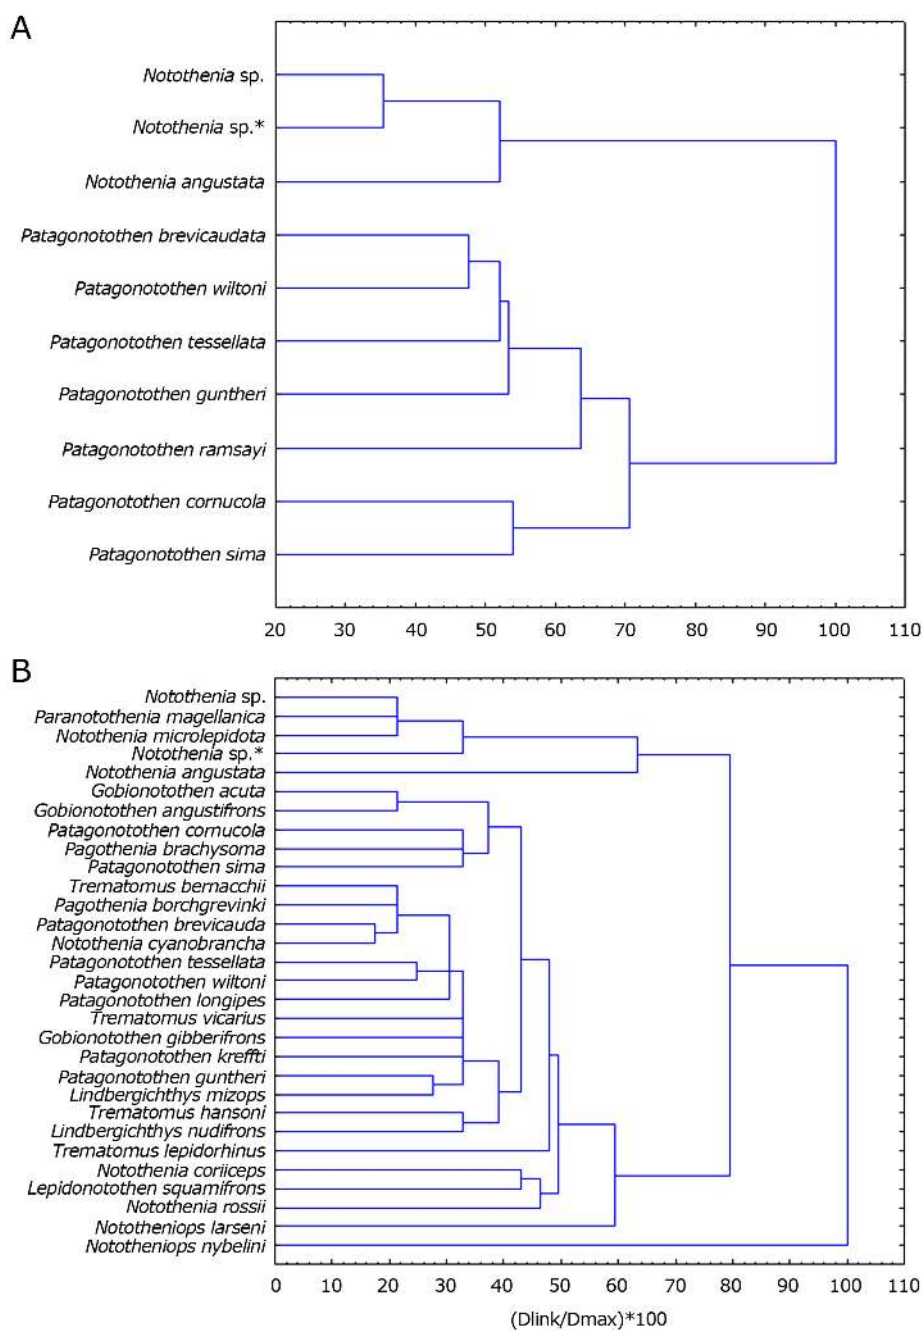 A
Notothenia sp.
Notothenia sp.*
Notothenia angustata
Patagonotothen brevicaudata
Patagonotothen wiltoni
Patagonotothen tessellata
Patagonotothen guntheri
Patagonotothen ramsayi
Patagonotothen cornucola
Patagonotothen sima
20 30 40 50 60 70 80 90 100 110
B
Notothenia sp.
Paranotothenia magellanica
Notothenia microlepidota
Notothenia sp.*
Notothenia angustata
Gobionotothen acuta
Gobionotothen angustifrons
Patagonotothen cornucola
Pagothenia brachysoma
Patagonotothen sima
Trematomus bernacchii
Pagothenia borchgrevinki
Patagonotothen brevicauda
Notothenia cyanobrancha
Patagonotothen tessellata
Patagonotothen wiltoni
Patagonotothen longipes
Trematomus vicarius
Gobionotothen gibberifrons
Patagonotothen kreffti
Patagonotothen guntheri
Lindbergichthys mizops
Trematomus hansoni
Lindbergichthys nudifrons
Trematomus lepidorhinus
Notothenia coriiceps
Lepidonotothen squamifrons
Notothenia rossii
Nototheniops larseni
Nototheniops nybelini
0 10 20 30 40 50 60 70 80 90 100 110
(Dlink/Dmax)*100